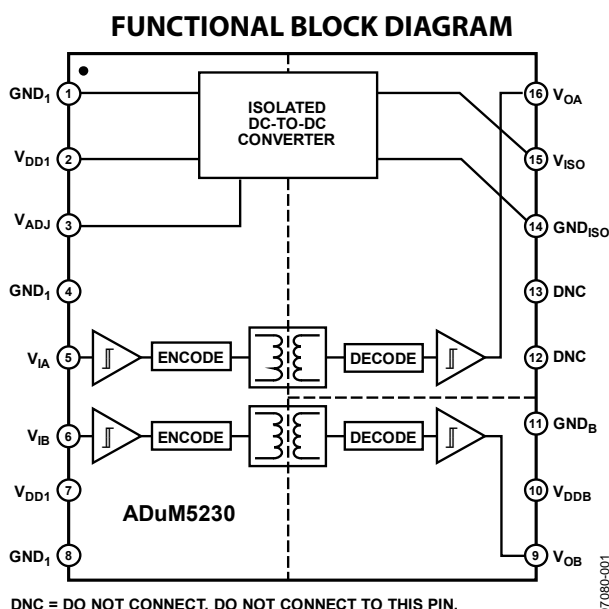 FUNCTIONAL BLOCK DIAGRAM
GND1 1
VDD1 2
VADJ 3
GND1 4
VIA 5
VIB 6
VDD1 7
GND1 8
ISOLATED
DC-TO-DC
CONVERTER
ENCODE
DECODE
ENCODE
DECODE
ADuM5230
16 VOA
15 VISO
14 GNDISO
13 DNC
12 DNC
11 GNDB
10 VDDB
9 VOB
DNC = DO NOT CONNECT. DO NOT CONNECT TO THIS PIN.